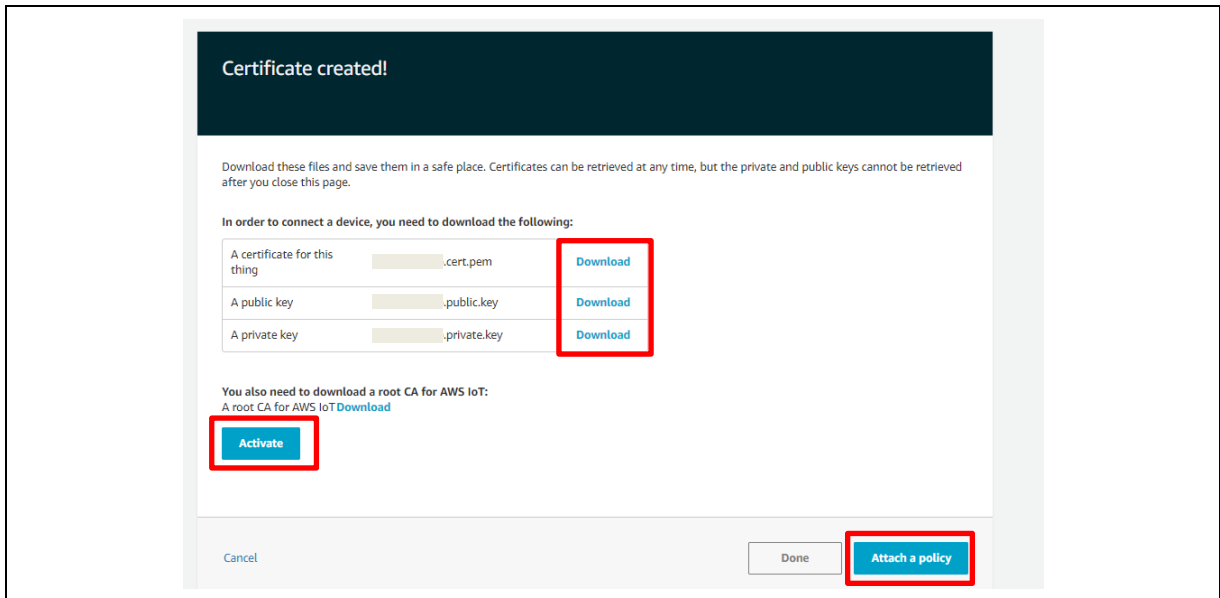 Certificate created!
Download these files and save them in a safe place. Certificates can be retrieved at any time, but the private and public keys cannot be retrieved
after you close this page.
In order to connect a device, you need to download the following:
A certificate for this
thing
.cert.pem
Download
A public key
.public.key
Download
A private key
.private.key
Download
You also need to download a root CA for AWS IoT:
A root CA for AWS IoT Download
Activate
Cancel
Done
Attach a policy